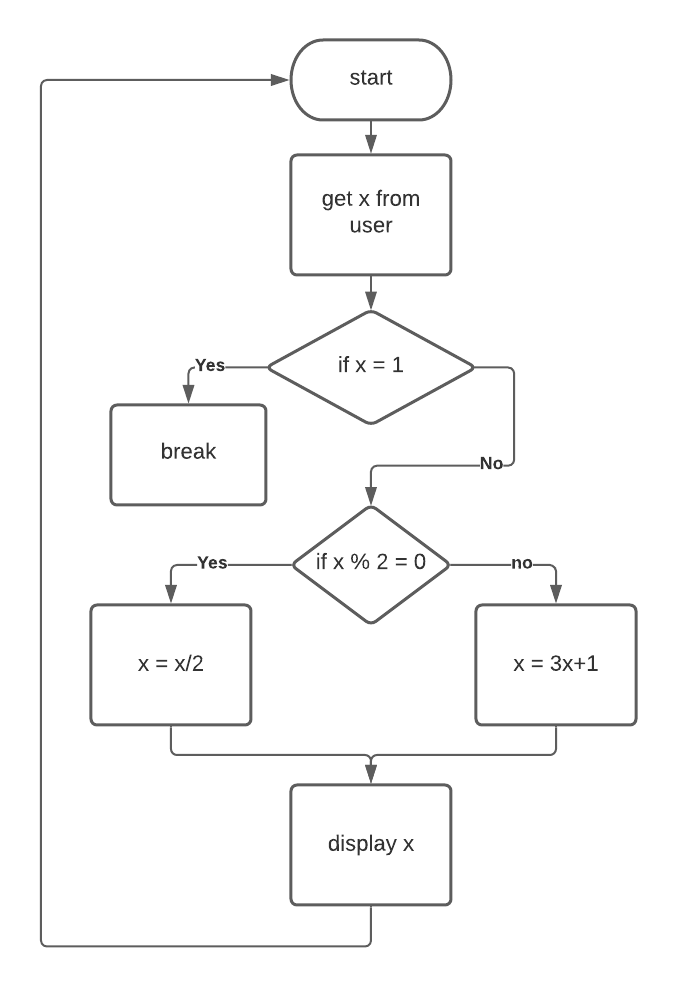 start
get x from
user
if x = 1
Yes
break
No
if x % 2 = 0
Yes
no
x = x/2
x = 3x+1
display x